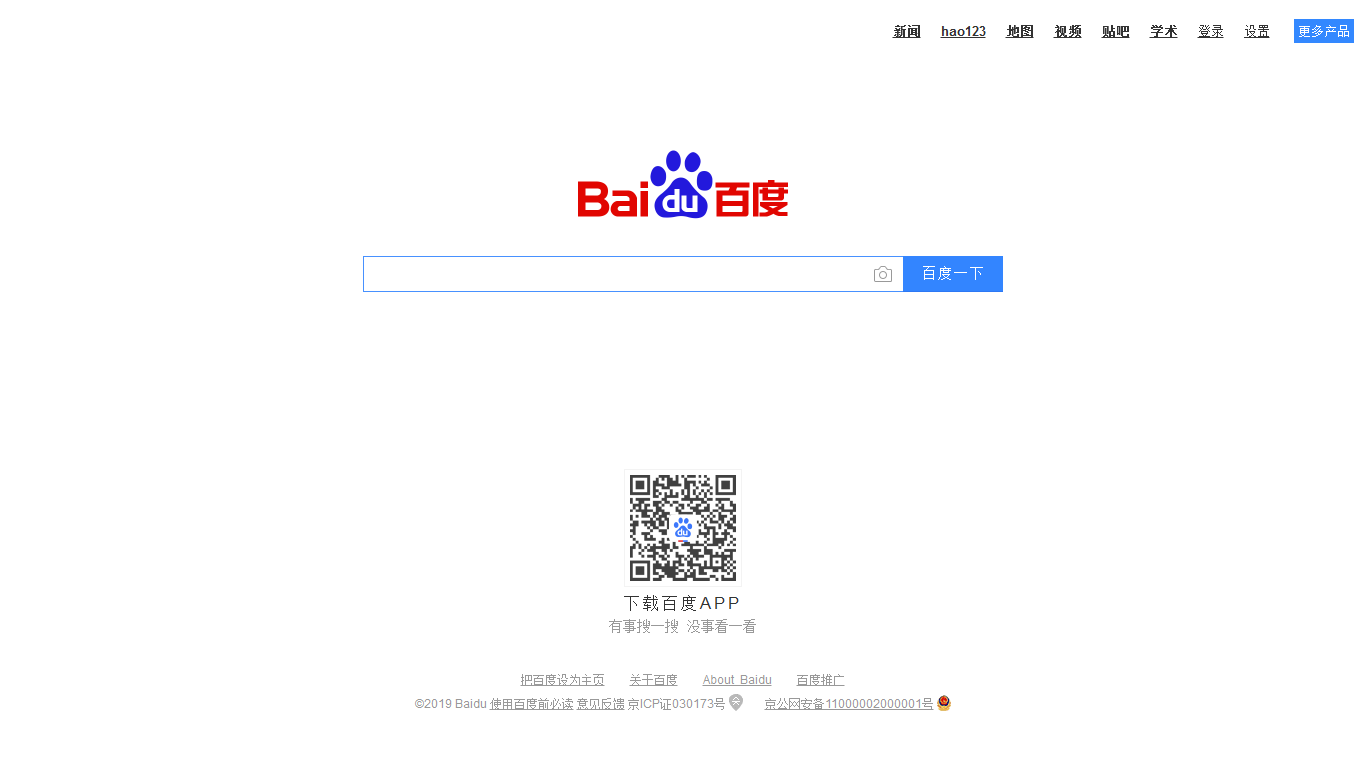 新闻 hao123 地图 视频 贴吧 学术 登录 设置 更多产品
Bai du 百度
百度一下
du
下载百度APP
有事搜一搜 没事看一看
把百度设为主页 关于百度 About Baidu 百度推广
©2019 Baidu 使用百度前必读 意见反馈 京ICP证030173号 京公网安备11000002000001号